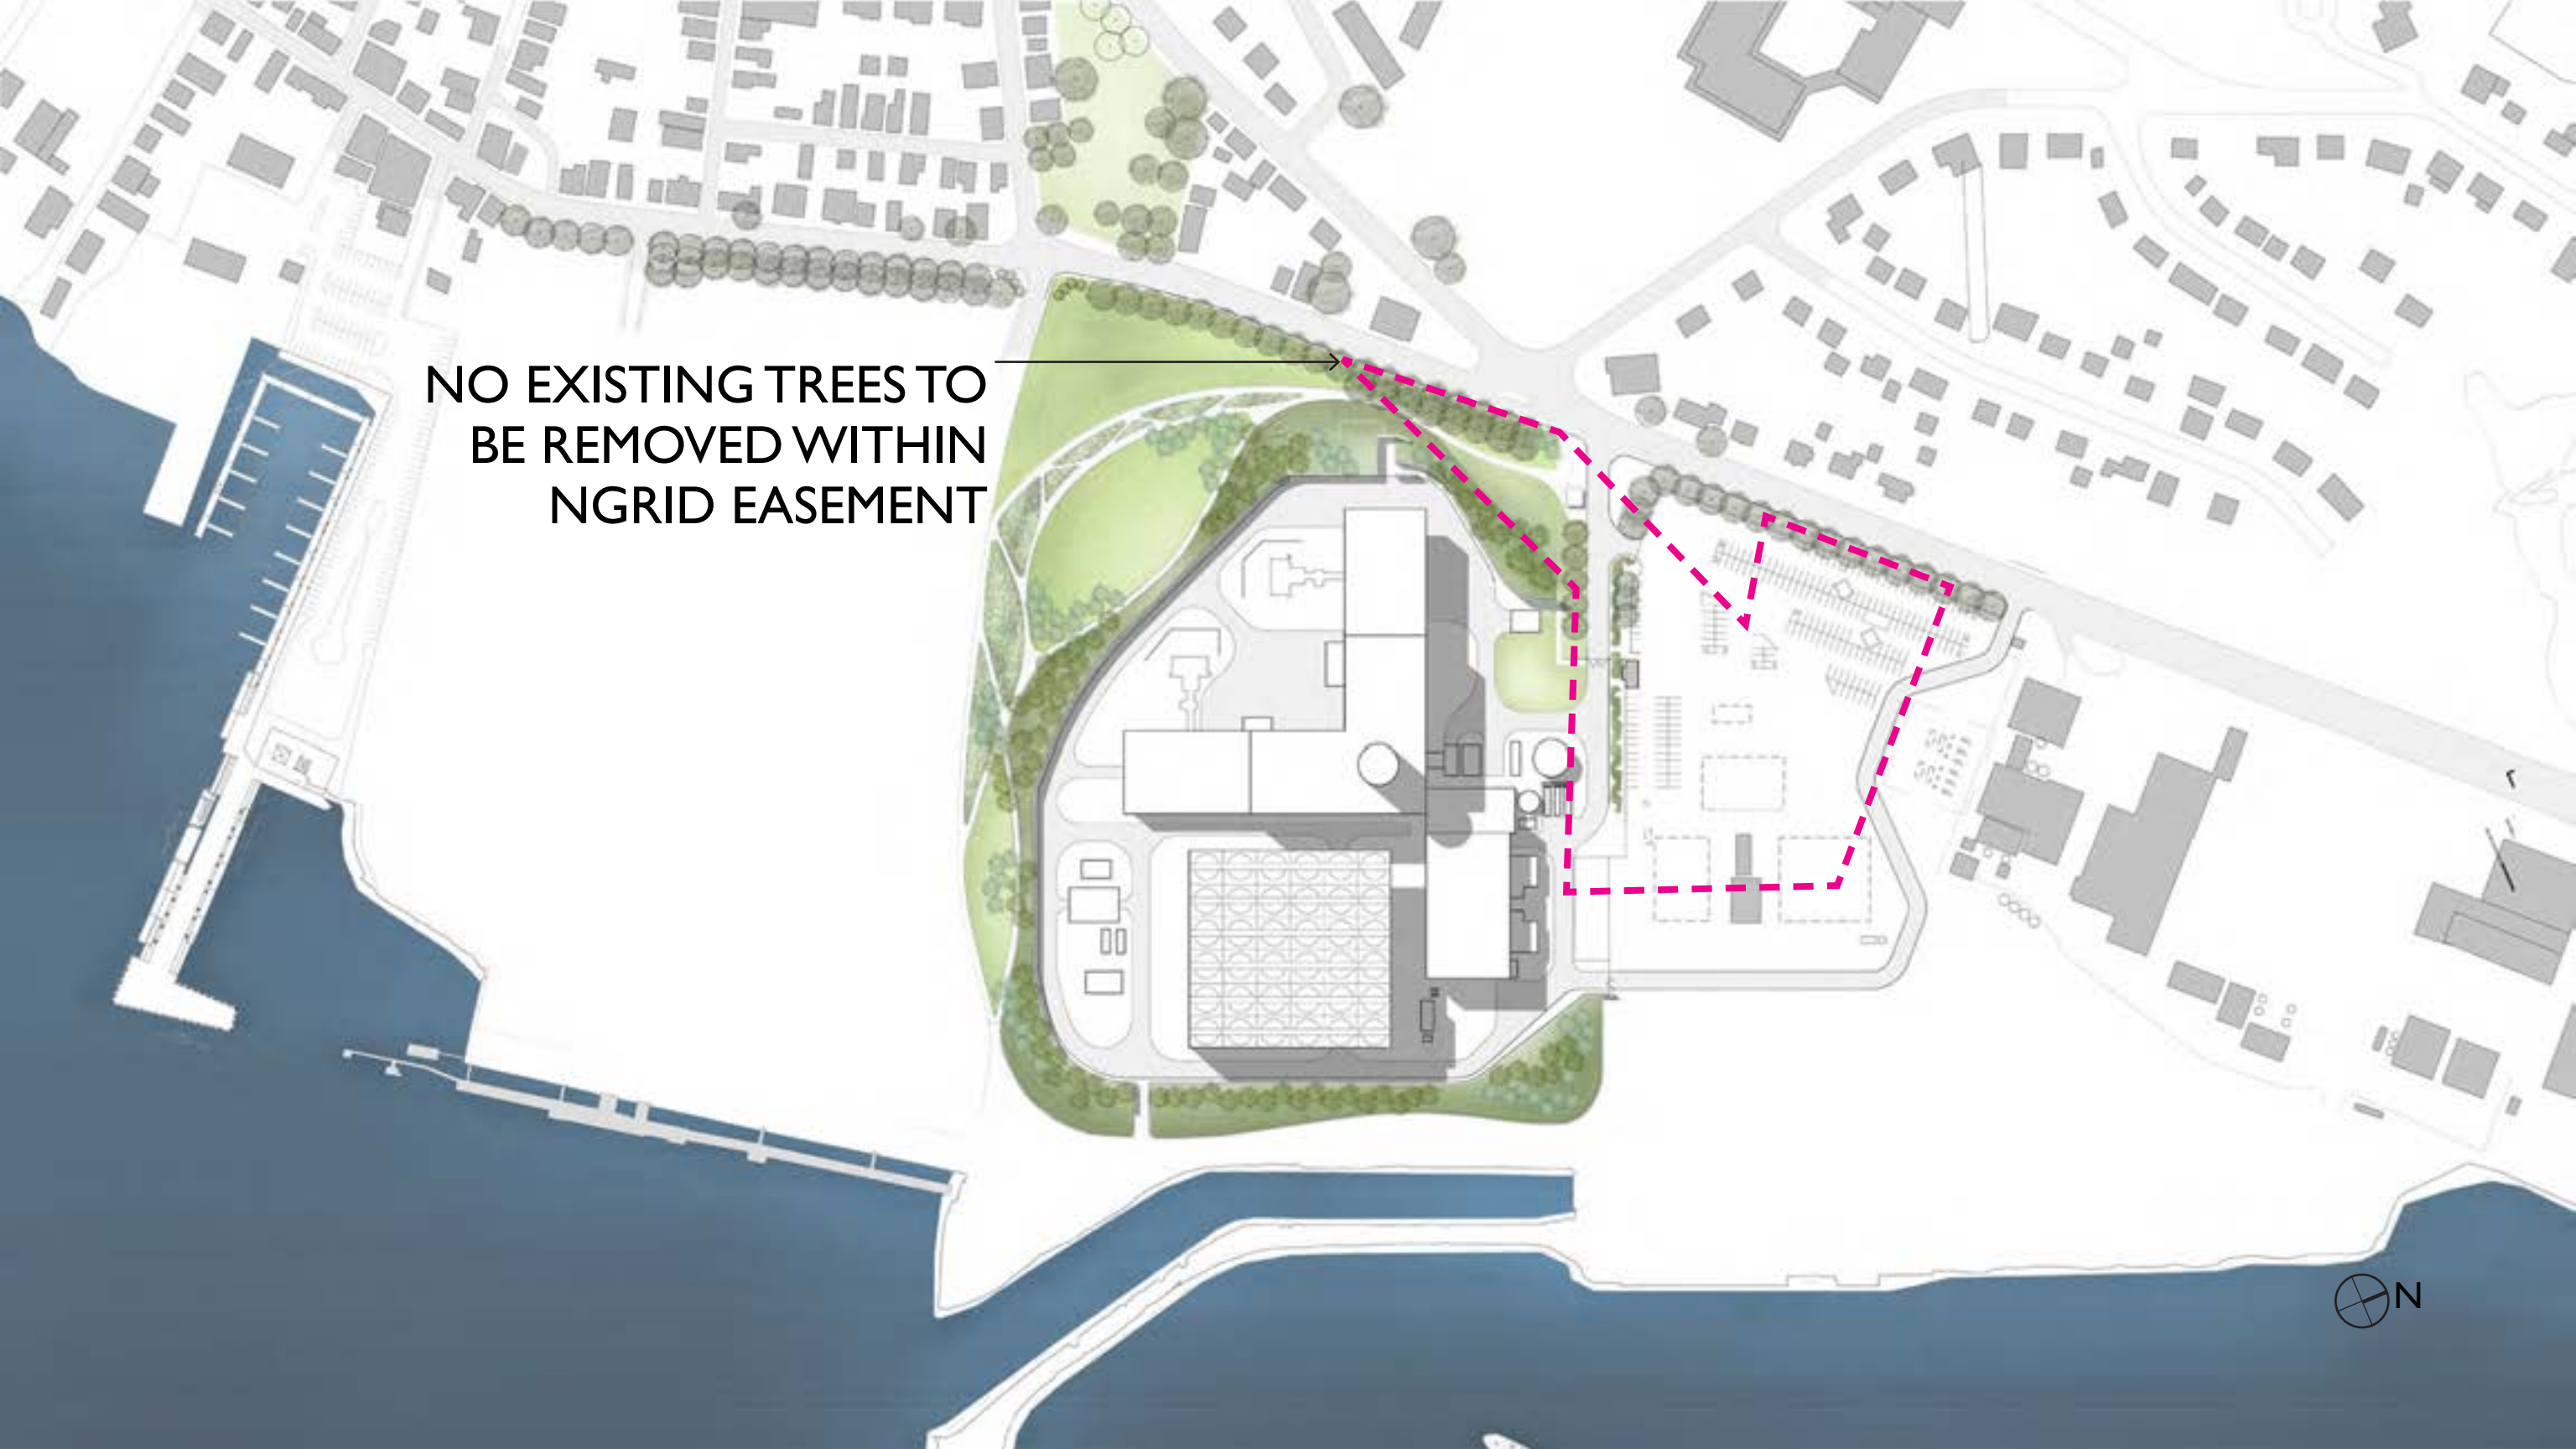 NO EXISTING TREES TO
BE REMOVED WITHIN
NGRID EASEMENT
N